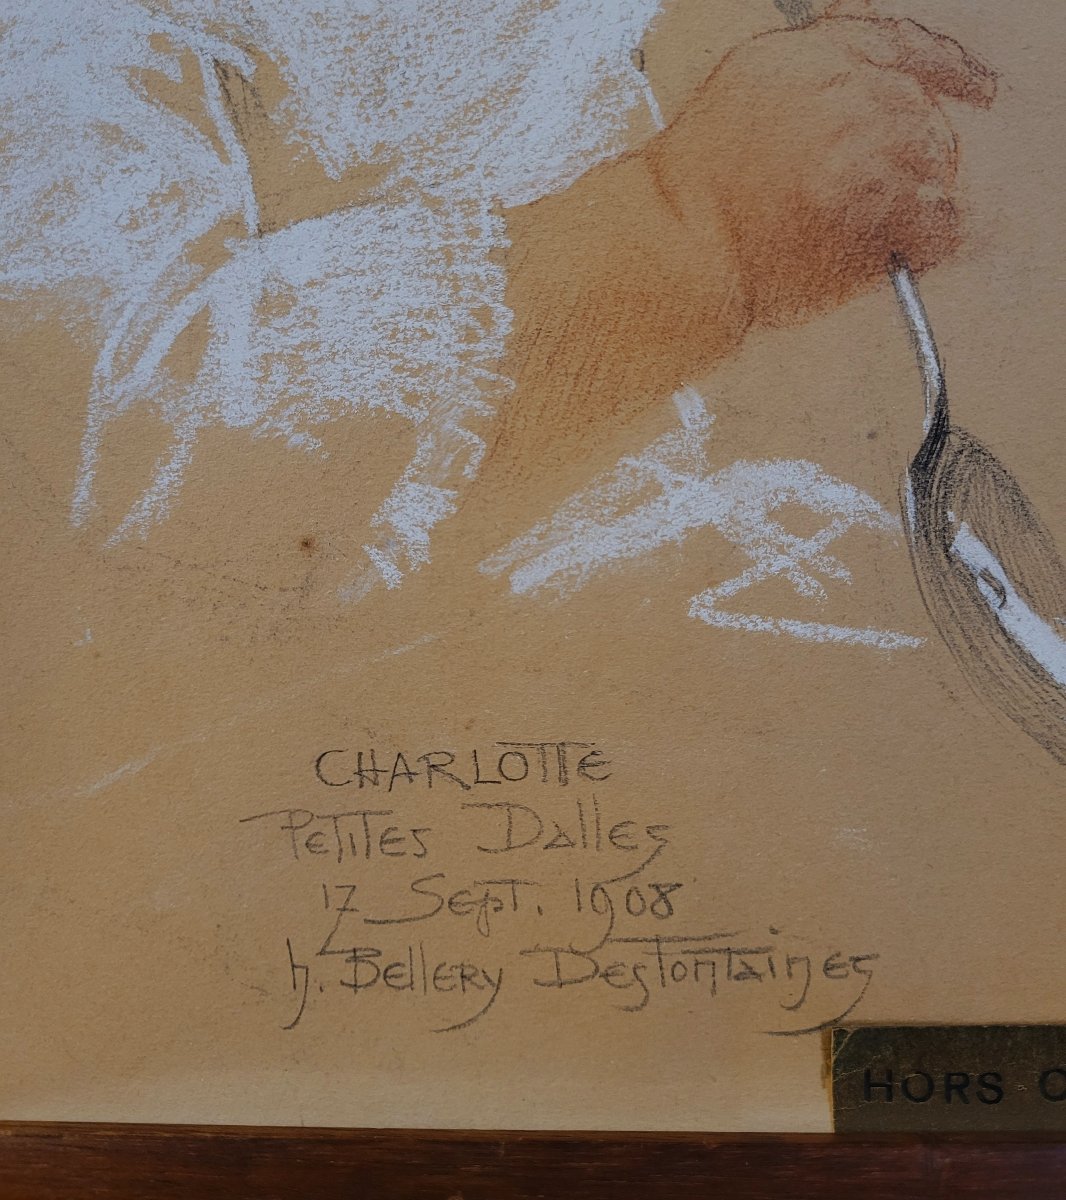 CHARLOTTE
Petites Dalles
17 Sept. 1908
h. Bellery Desfontaines
HORS